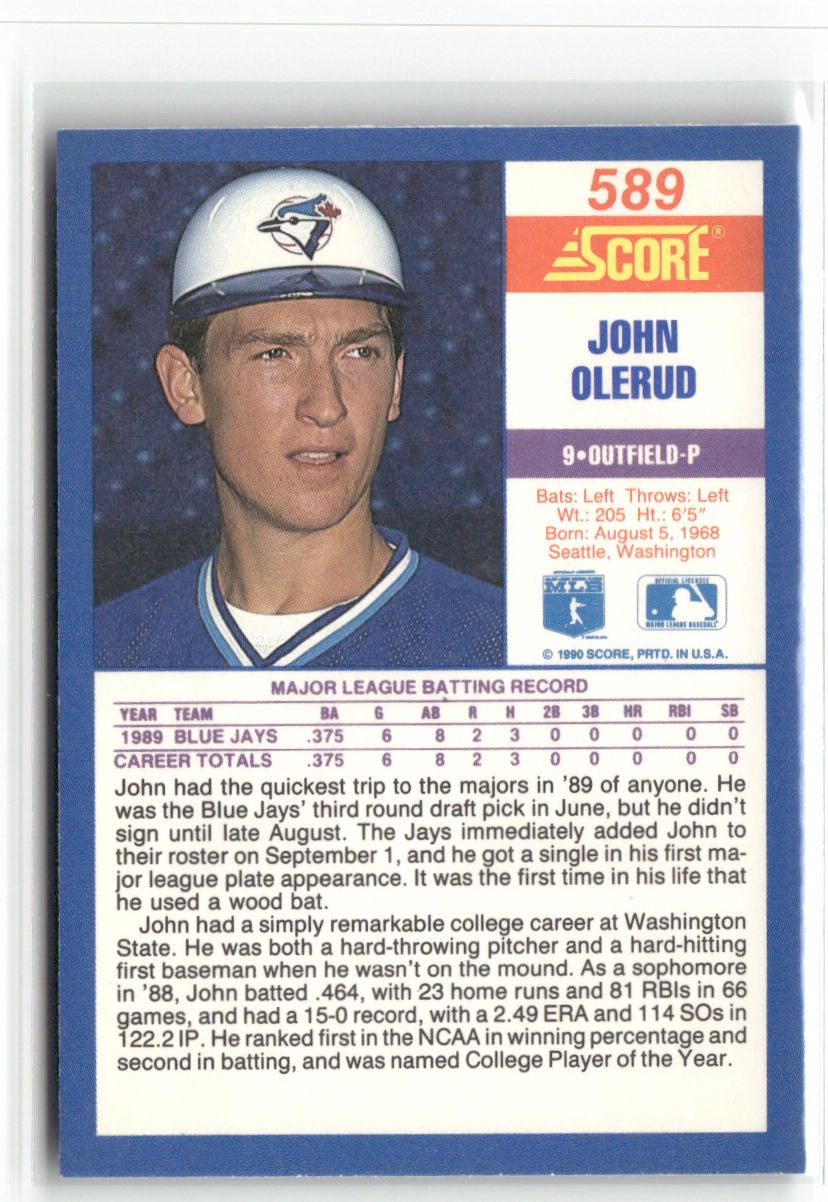 589
SCORE®
JOHN
OLERUD
9•OUTFIELD-P
Bats: Left Throws: Left
Wt.: 205 Ht.: 6'5"
Born: August 5, 1968
Seattle, Washington
OFFICIALLY LICENSED
MLB
OFFICIAL LICENSEE
MAJOR LEAGUE BASEBALL
© 1990 SCORE, PRTD. IN U.S.A.
MAJOR LEAGUE BATTING RECORD
YEAR TEAM BA G AB R H 2B 3B HR RBI SB
1989 BLUE JAYS .375 6 8 2 3 0 0 0 0 0
CAREER TOTALS .375 6 8 2 3 0 0 0 0 0
John had the quickest trip to the majors in '89 of anyone. He
was the Blue Jays' third round draft pick in June, but he didn't
sign until late August. The Jays immediately added John to
their roster on September 1, and he got a single in his first ma-
jor league plate appearance. It was the first time in his life that
he used a wood bat.
John had a simply remarkable college career at Washington
State. He was both a hard-throwing pitcher and a hard-hitting
first baseman when he wasn't on the mound. As a sophomore
in '88, John batted .464, with 23 home runs and 81 RBIs in 66
games, and had a 15-0 record, with a 2.49 ERA and 114 SOs in
122.2 IP. He ranked first in the NCAA in winning percentage and
second in batting, and was named College Player of the Year.